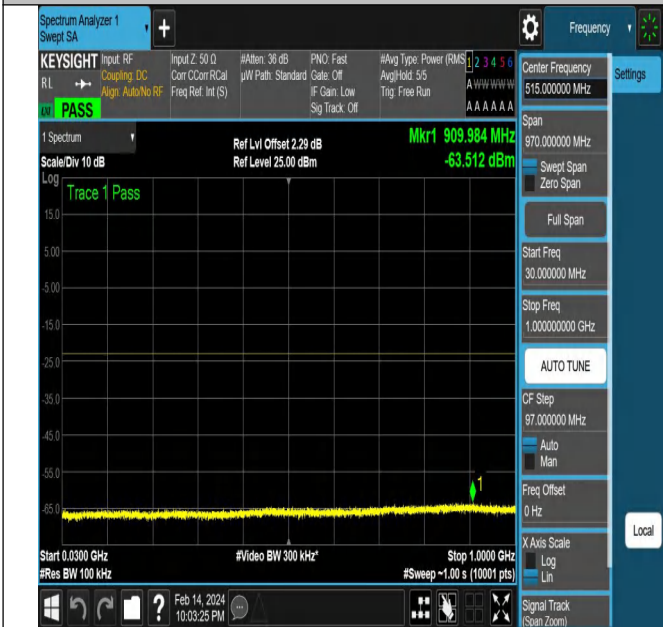 Spectrum Analyzer 1
Swept SA
+
Frequency
KEYSIGHT
RL
PASS
Input: RF
Coupling: DC
Align: Auto/No RF
Input Z: 50 Ω
Corr CCorr RCal
Freq Ref: Int (S)
#Atten: 36 dB
µW Path: Standard
PNO: Fast
Gate: Off
IF Gain: Low
Sig Track: Off
#Avg Type: Power (RMS
Avg|Hold: 5/5
Trig: Free Run
1 2 3 4 5 6
A W W W W W
A A A A A A
1 Spectrum
Scale/Div 10 dB
Ref Lvl Offset 2.29 dB
Ref Level 25.00 dBm
Mkr1 909.984 MHz
-63.512 dBm
Log
Trace 1 Pass
15.0
5.00
-5.00
-15.0
-25.0
-35.0
-45.0
-55.0
-65.0
1
Start 0.0300 GHz
#Res BW 100 kHz
#Video BW 300 kHz*
Stop 1.0000 GHz
#Sweep ~1.00 s (10001 pts)
Feb 14, 2024
10:03:25 PM
?
Center Frequency
515.000000 MHz
Settings
Span
970.000000 MHz
Swept Span
Zero Span
Full Span
Start Freq
30.000000 MHz
Stop Freq
1.000000000 GHz
AUTO TUNE
CF Step
97.000000 MHz
Auto
Man
Freq Offset
0 Hz
X Axis Scale
Log
Lin
Local
Signal Track
(Span Zoom)